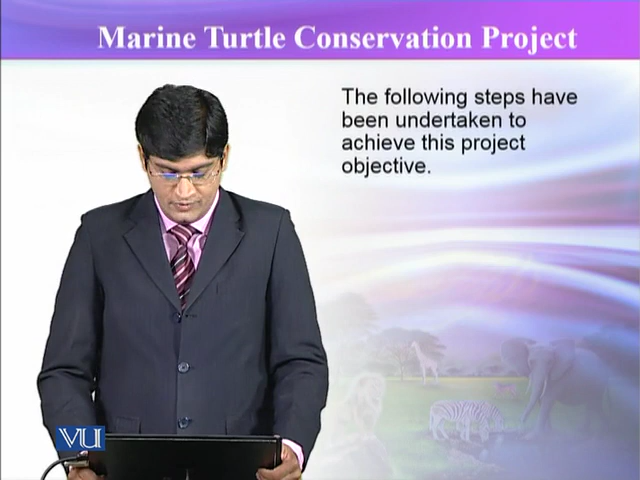 Marine Turtle Conservation Project
The following steps have
been undertaken to
achieve this project
objective.
VU